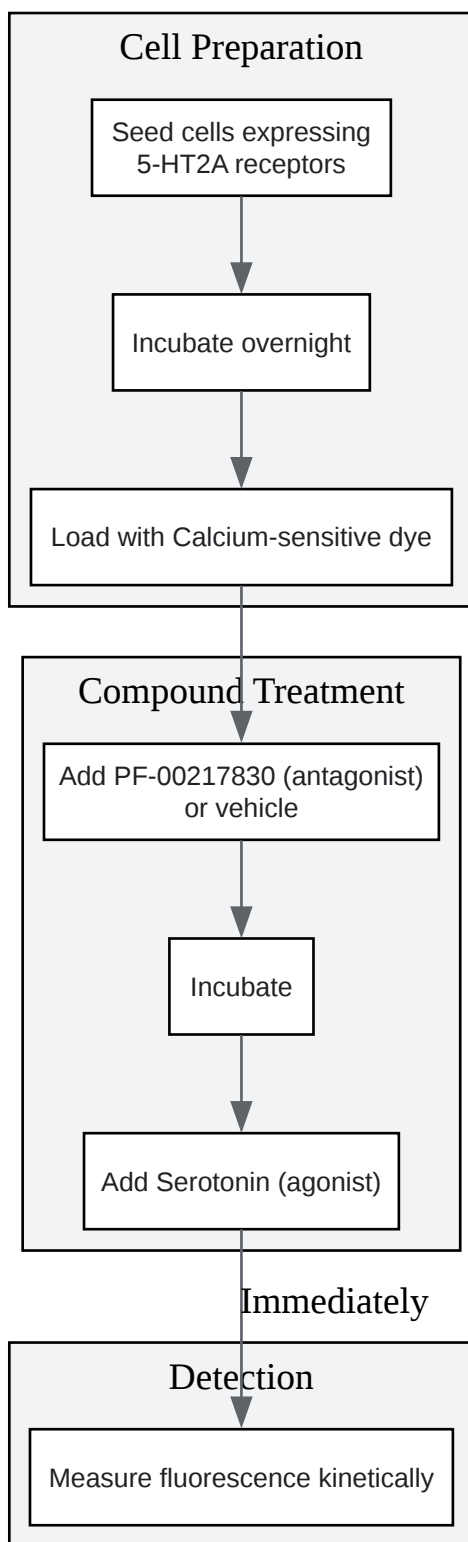 Cell Preparation
Seed cells expressing
5-HT2A receptors
Incubate overnight
Load with Calcium-sensitive dye
Compound Treatment
Add PF-00217830 (antagonist)
or vehicle
Incubate
Add Serotonin (agonist)
Immediately
Detection
Measure fluorescence kinetically